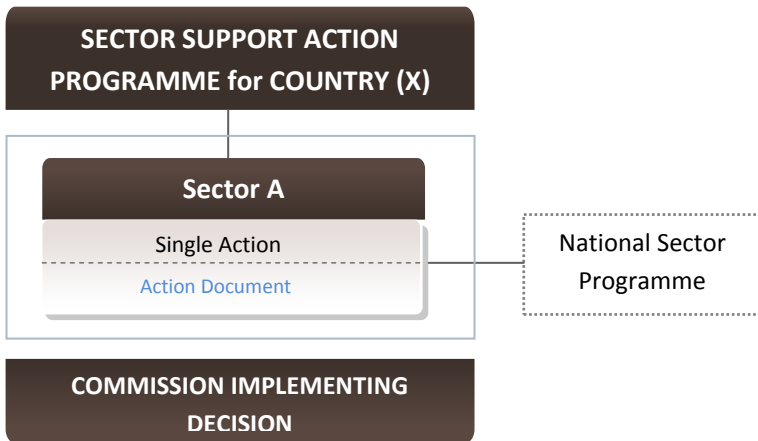 SECTOR SUPPORT ACTION
PROGRAMME for COUNTRY (X)
Sector A
Single Action
Action Document
National Sector
Programme
COMMISSION IMPLEMENTING
DECISION